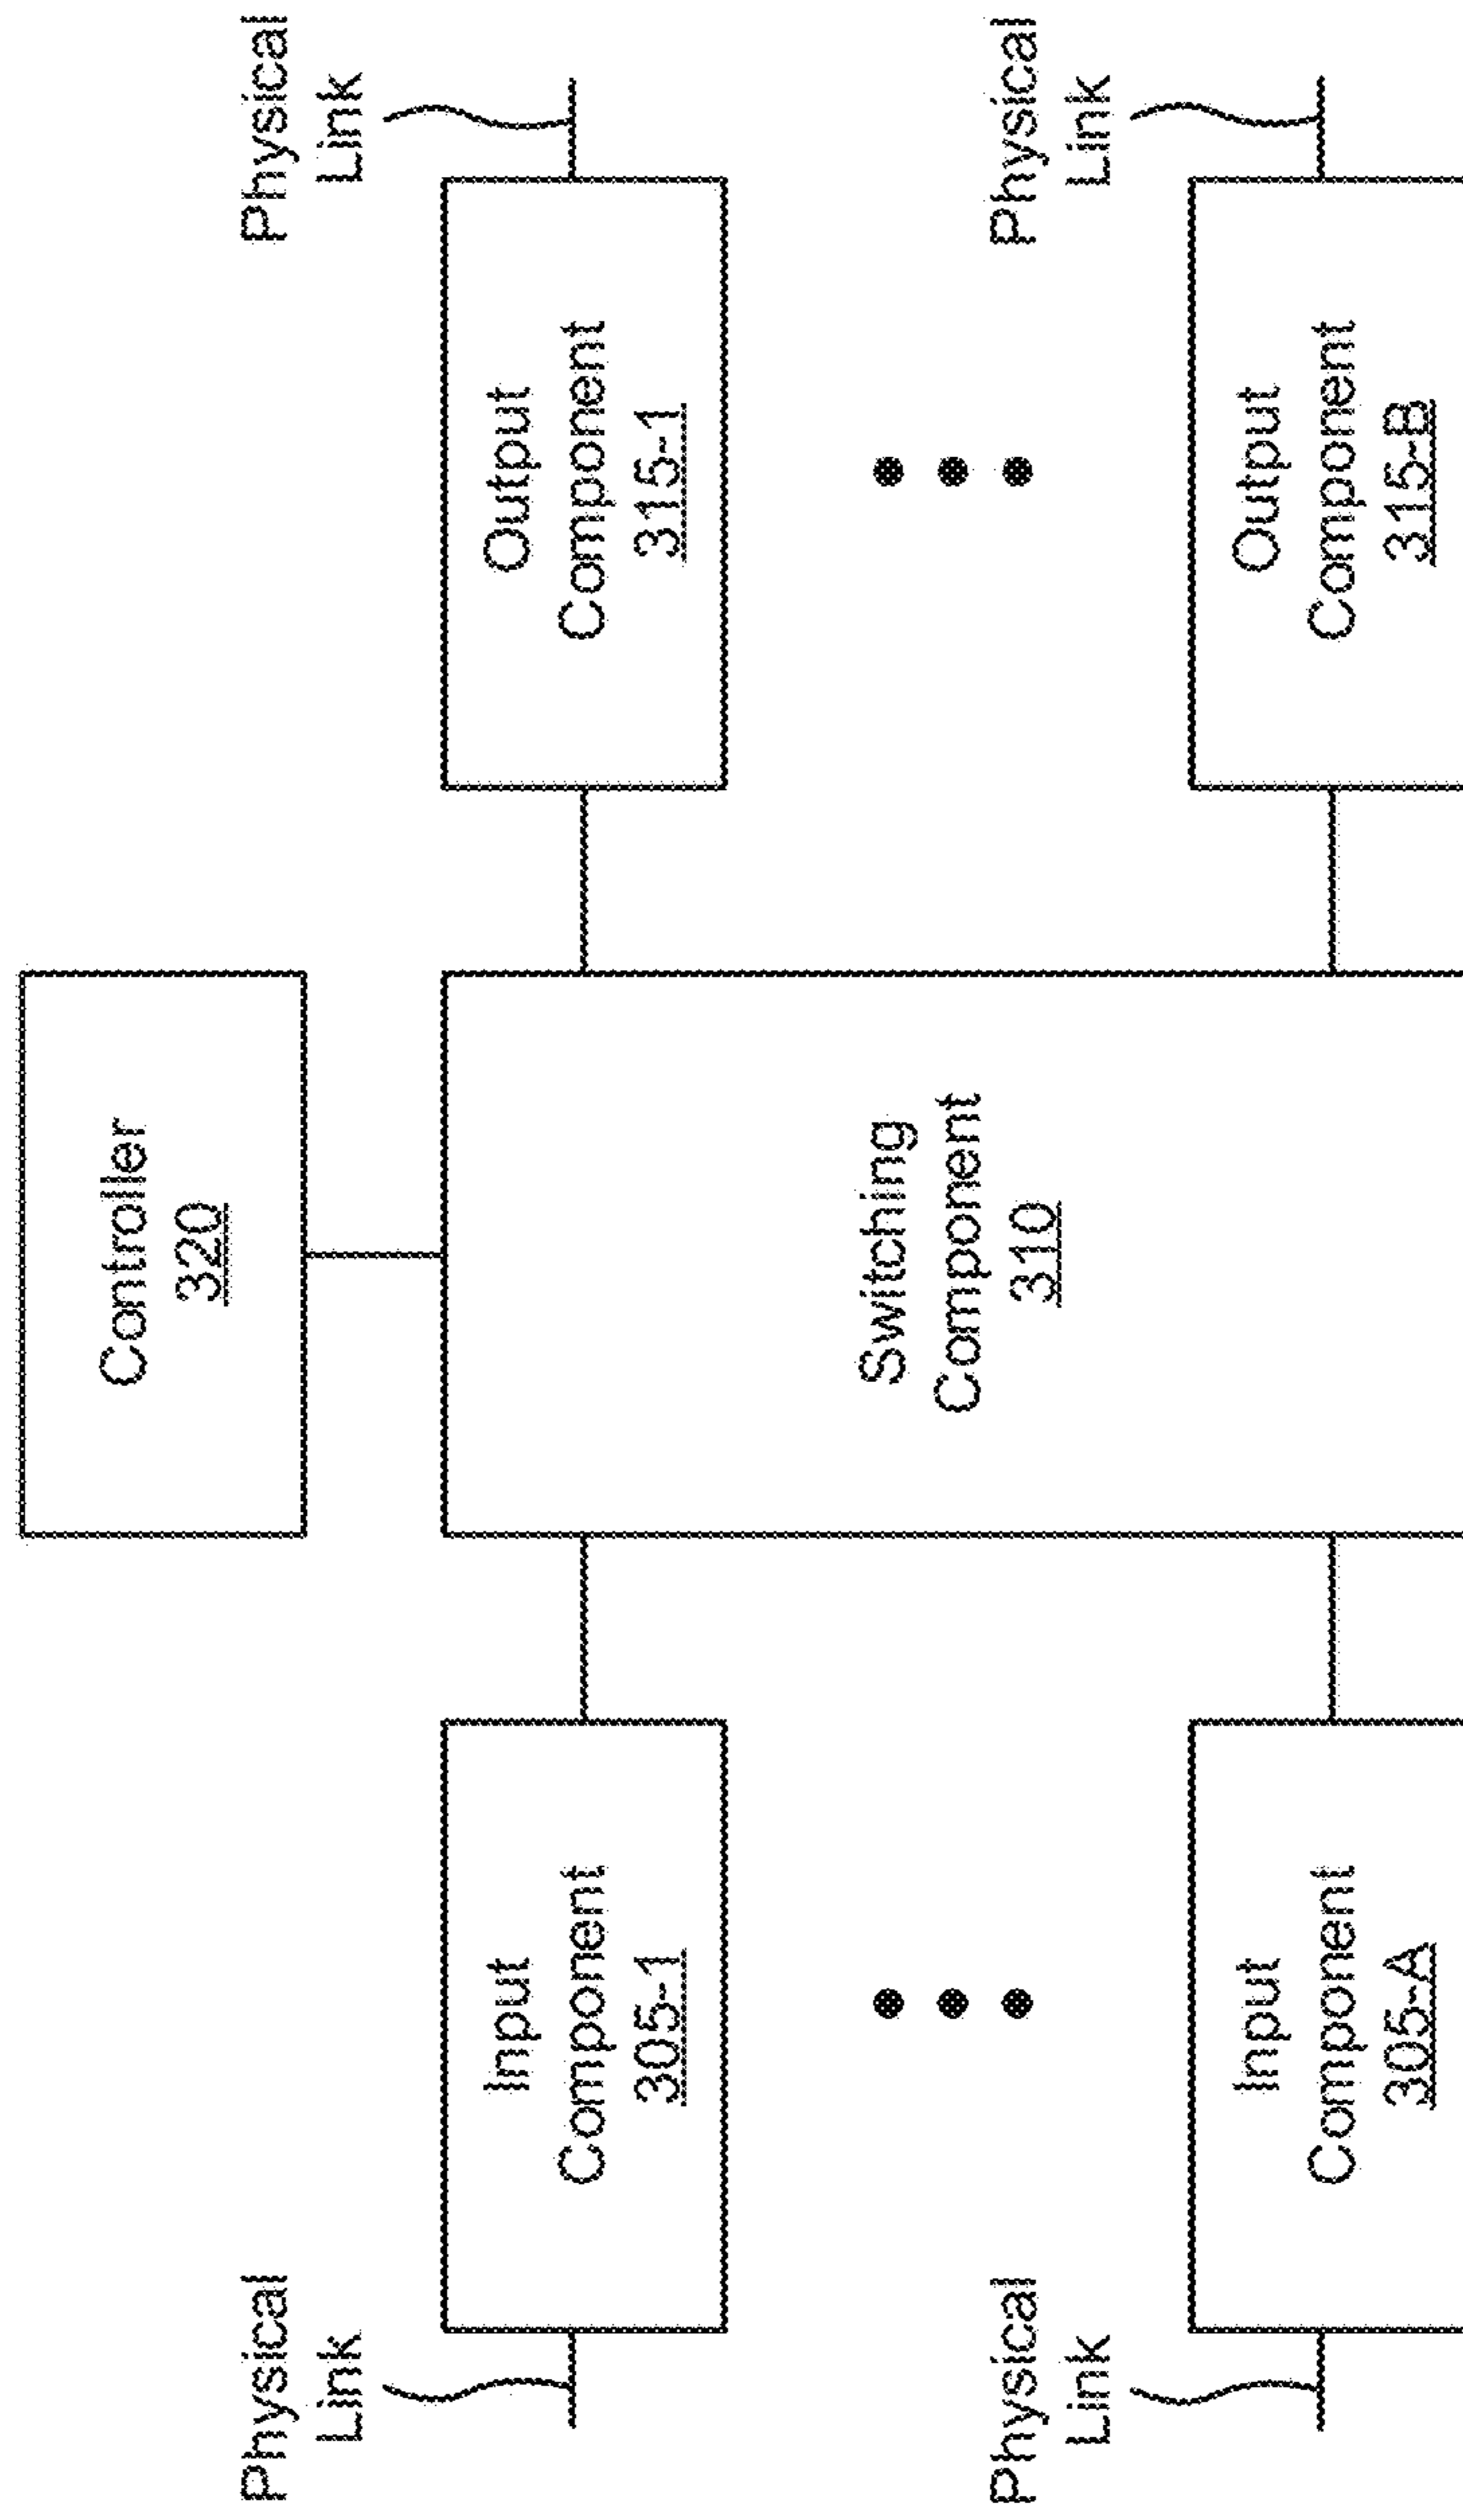 Controller
320
Physical
Link
Physical
Link
Input
Component
305-1
Output
Component
315-1
Switching
Component
310
Physical
Link
Physical
Link
Input
Component
305-A
Output
Component
315-B